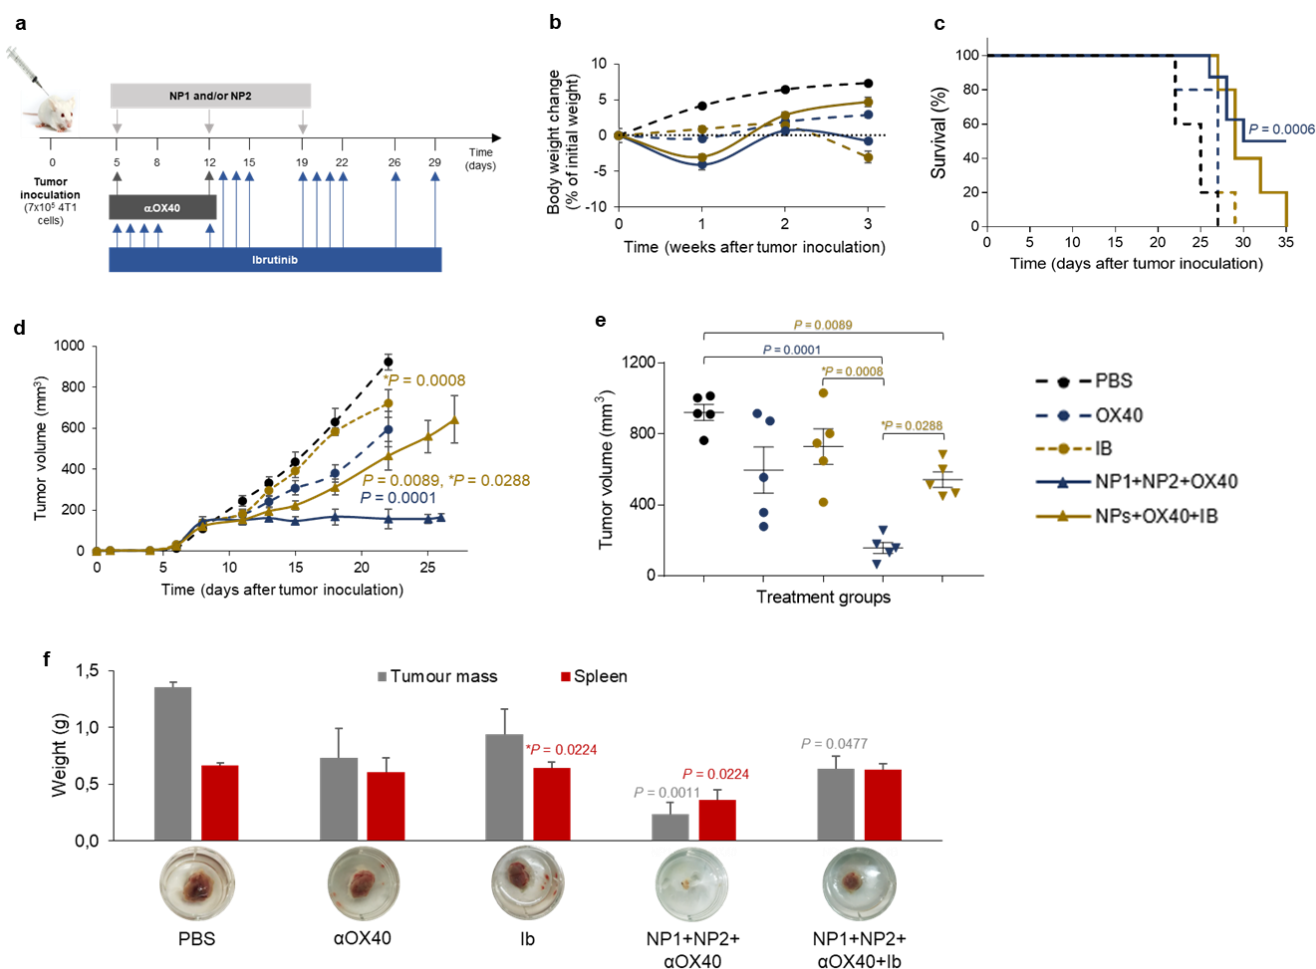 a
NP1 and/or NP2
0
5
8
12
15
19
22
26
29
Time
(days)
Tumor
inoculation
(7x10⁵ 4T1
cells)
αOX40
Ibrutinib
b
Body weight change
(% of initial weight)
10
5
0
-5
-10
0
1
2
3
Time (weeks after tumor inoculation)
c
Survival (%)
100
80
60
40
20
0
P = 0.0006
0
5
10
15
20
25
30
35
Time (days after tumor inoculation)
d
Tumor volume (mm³)
1000
800
600
400
200
0
*P = 0.0008
P = 0.0089, *P = 0.0288
P = 0.0001
0
5
10
15
20
25
Time (days after tumor inoculation)
e
Tumor volume (mm³)
1200
800
400
0
P = 0.0089
P = 0.0001
*P = 0.0008
*P = 0.0288
Treatment groups
PBS
OX40
IB
NP1+NP2+OX40
NPs+OX40+IB
f
Weight (g)
1,5
1,0
0,5
0,0
Tumour mass
Spleen
*P = 0.0224
P = 0.0011
P = 0.0224
P = 0.0477
PBS
αOX40
Ib
NP1+NP2+
αOX40
NP1+NP2+
αOX40+Ib